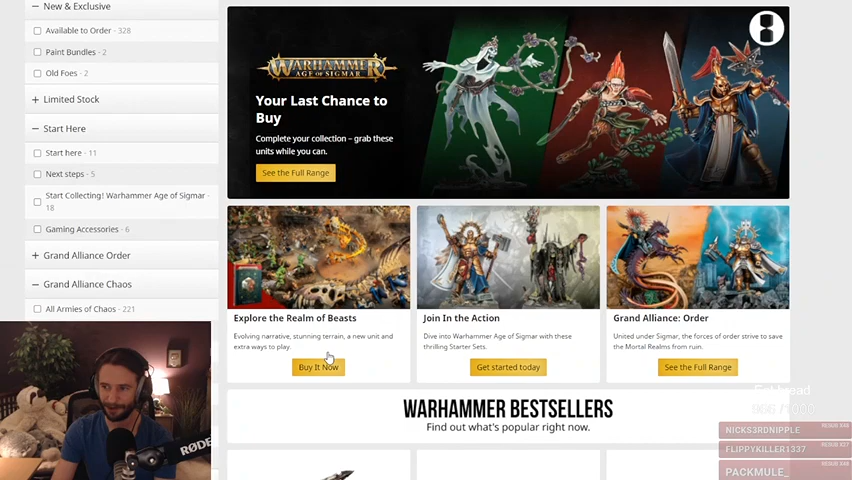 New & Exclusive
Available to Order - 328
Paint Bundles - 2
Old Foes - 2
Limited Stock
Start Here
Start here - 11
Next steps - 5
Start Collecting! Warhammer Age of Sigmar -
18
Gaming Accessories - 6
Grand Alliance Order
Grand Alliance Chaos
All Armies of Chaos - 221
WARHAMMER
AGE OF SIGMAR
Your Last Chance to
Buy
Complete your collection – grab these
units while you can.
See the Full Range
Explore the Realm of Beasts
Evolving narrative, stunning terrain, a new unit and
extra ways to play.
Buy It Now
Join In the Action
Dive into Warhammer Age of Sigmar with these
thrilling Starter Sets.
Get started today
Grand Alliance: Order
United under Sigmar, the forces of order strive to save
the Mortal Realms from ruin.
See the Full Range
WARHAMMER BESTSELLERS
Find out what's popular right now.
RØDE
NICKS3RDNIPPLE
FLIPPYKILLER1337
PACKMULE_